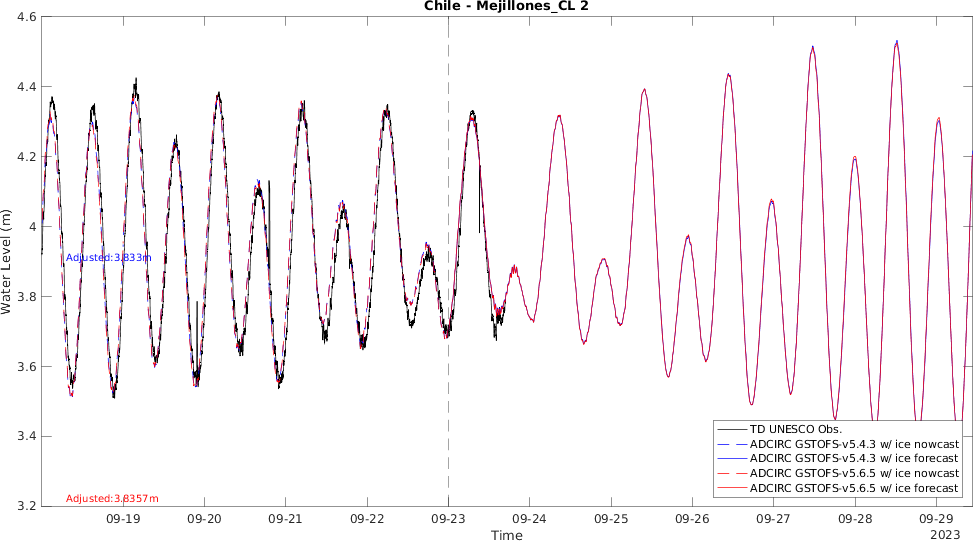 Chile - Mejillones_CL 2
4.6
4.4
4.2
4
3.8
3.6
3.4
3.2
Water Level (m)
Adjusted:3.833m
Adjusted:3.8357m
TD UNESCO Obs.
ADCIRC GSTOFS-v5.4.3 w/ ice nowcast
ADCIRC GSTOFS-v5.4.3 w/ ice forecast
ADCIRC GSTOFS-v5.6.5 w/ ice nowcast
ADCIRC GSTOFS-v5.6.5 w/ ice forecast
09-19 09-20 09-21 09-22 09-23 09-24 09-25 09-26 09-27 09-28 09-29
Time
2023